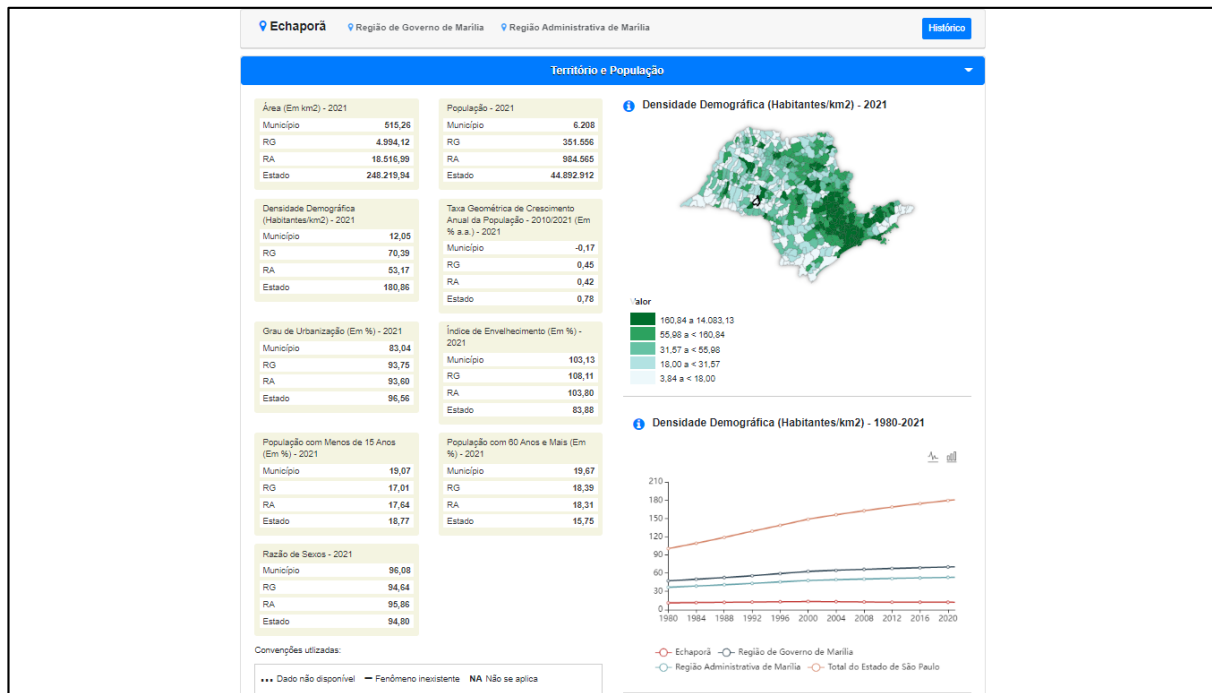 Echaporã Região de Governo de Marília Região Administrativa de Marília Histórico
Território e População
Área (Em km2) - 2021
Município 515,26
RG 4.994,12
RA 18.516,99
Estado 248.219,94
População - 2021
Município 6.208
RG 351.556
RA 984.565
Estado 44.892.912
Densidade Demográfica
(Habitantes/km2) - 2021
Município 12,05
RG 70,39
RA 53,17
Estado 180,86
Taxa Geométrica de Crescimento
Anual da População - 2010/2021 (Em
% a.a.) - 2021
Município -0,17
RG 0,45
RA 0,42
Estado 0,78
Grau de Urbanização (Em %) - 2021
Município 83,04
RG 93,75
RA 93,60
Estado 96,56
Índice de Envelhecimento (Em %) -
2021
Município 103,13
RG 108,11
RA 103,80
Estado 83,88
População com Menos de 15 Anos
(Em %) - 2021
Município 19,07
RG 17,01
RA 17,64
Estado 18,77
População com 60 Anos e Mais (Em
%) - 2021
Município 19,67
RG 18,39
RA 18,31
Estado 15,75
Razão de Sexos - 2021
Município 96,08
RG 94,64
RA 95,86
Estado 94,80
Convenções utlizadas:
... Dado não disponível — Fenômeno inexistente NA Não se aplica
Densidade Demográfica (Habitantes/km2) - 2021
Valor
160,84 a 14.083,13
55,98 a < 160,84
31,57 a < 55,98
18,00 a < 31,57
3,84 a < 18,00
Densidade Demográfica (Habitantes/km2) - 1980-2021
210
180
150
120
90
60
30
0
1980 1984 1988 1992 1996 2000 2004 2008 2012 2016 2020
Echaporã Região de Governo de Marília
Região Administrativa de Marília Total do Estado de São Paulo